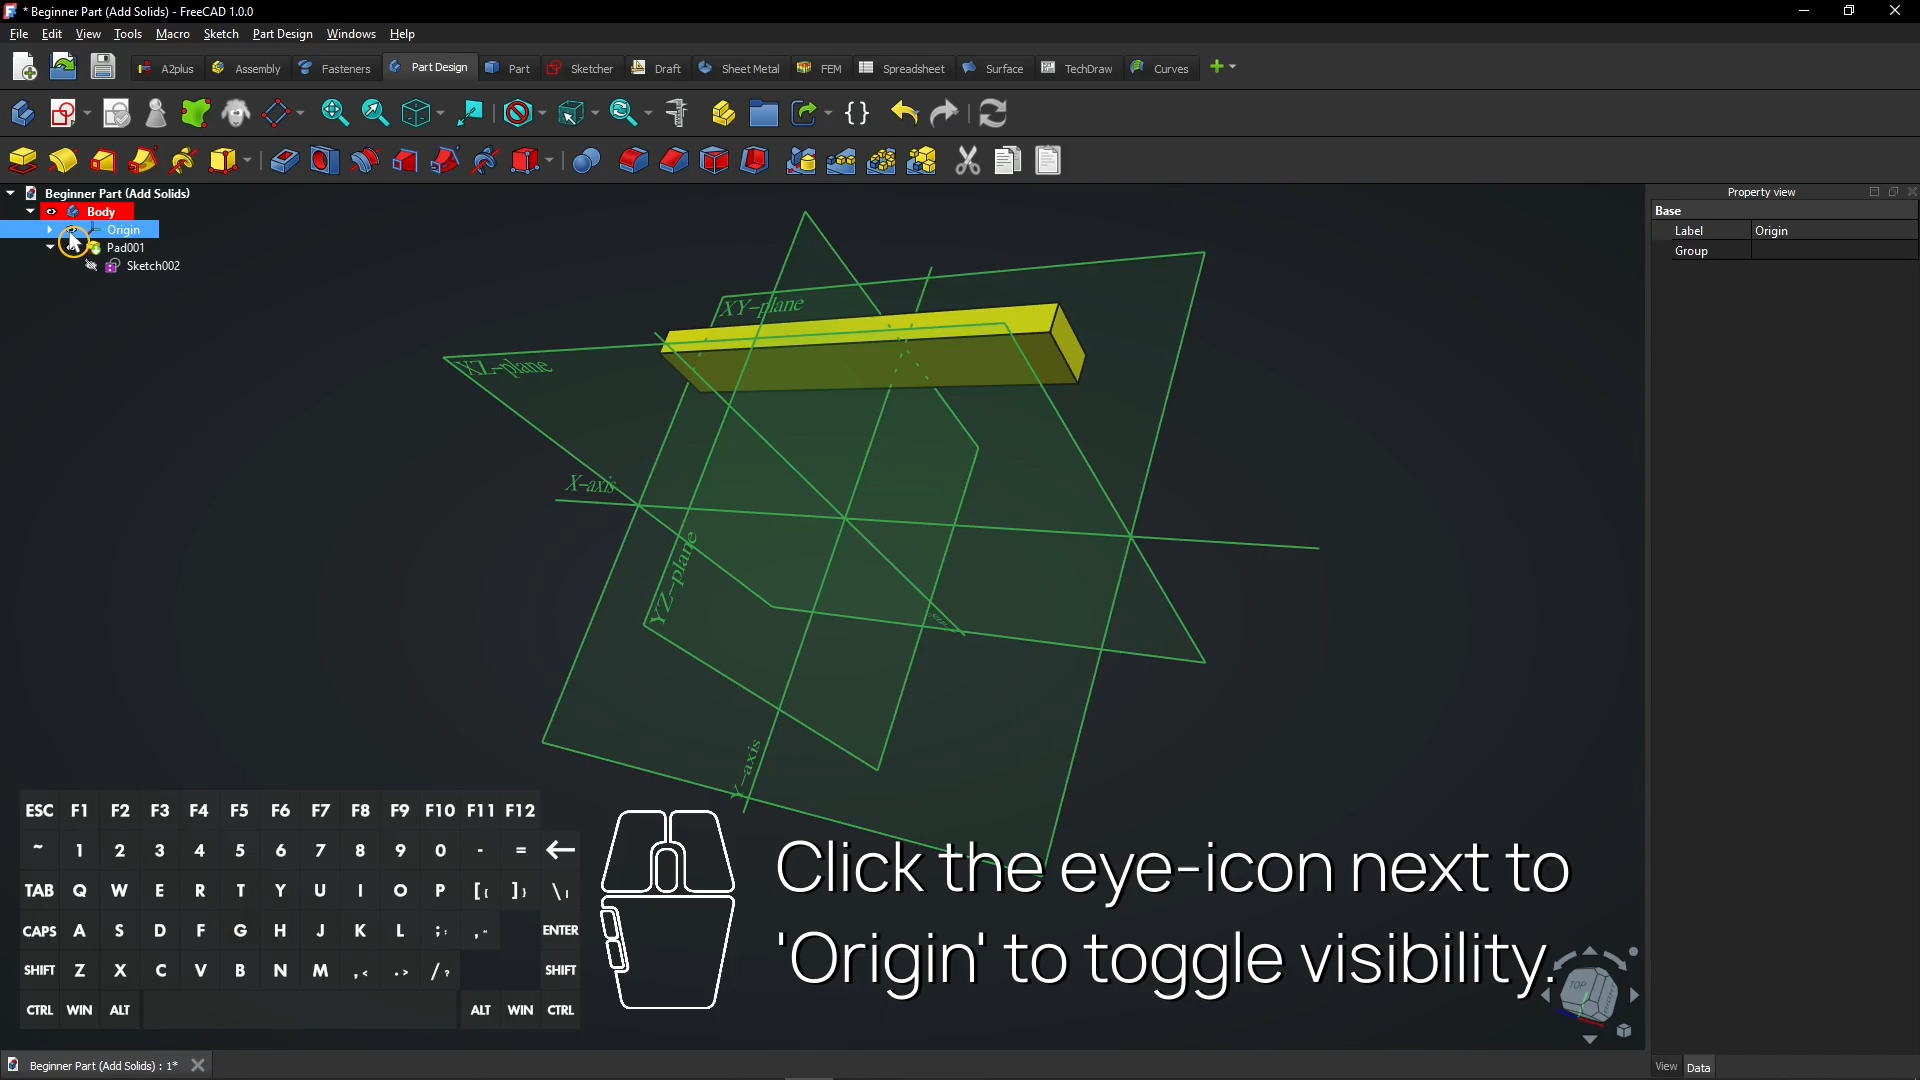 * Beginner Part (Add Solids) - FreeCAD 1.0.0
File Edit View Tools Macro Sketch Part Design Windows Help
A2plus Assembly Fasteners Part Design Part Sketcher Draft Sheet Metal FEM Spreadsheet Surface TechDraw Curves
Beginner Part (Add Solids)
Body
Origin
Pad001
Sketch002
Property view
Base
Label Origin
Group
XY-plane
XZ-plane
X-axis
YZ-plane
Y-axis
ESC F1 F2 F3 F4 F5 F6 F7 F8 F9 F10 F11 F12
~ 1 2 3 4 5 6 7 8 9 0 - =
TAB Q W E R T Y U I O P [{ ]} \|
CAPS A S D F G H J K L ;: ," ENTER
SHIFT Z X C V B N M ,< .> /? SHIFT
CTRL WIN ALT ALT WIN CTRL
Click the eye-icon next to
'Origin' to toggle visibility.
TOP
Beginner Part (Add Solids) : 1*
View Data